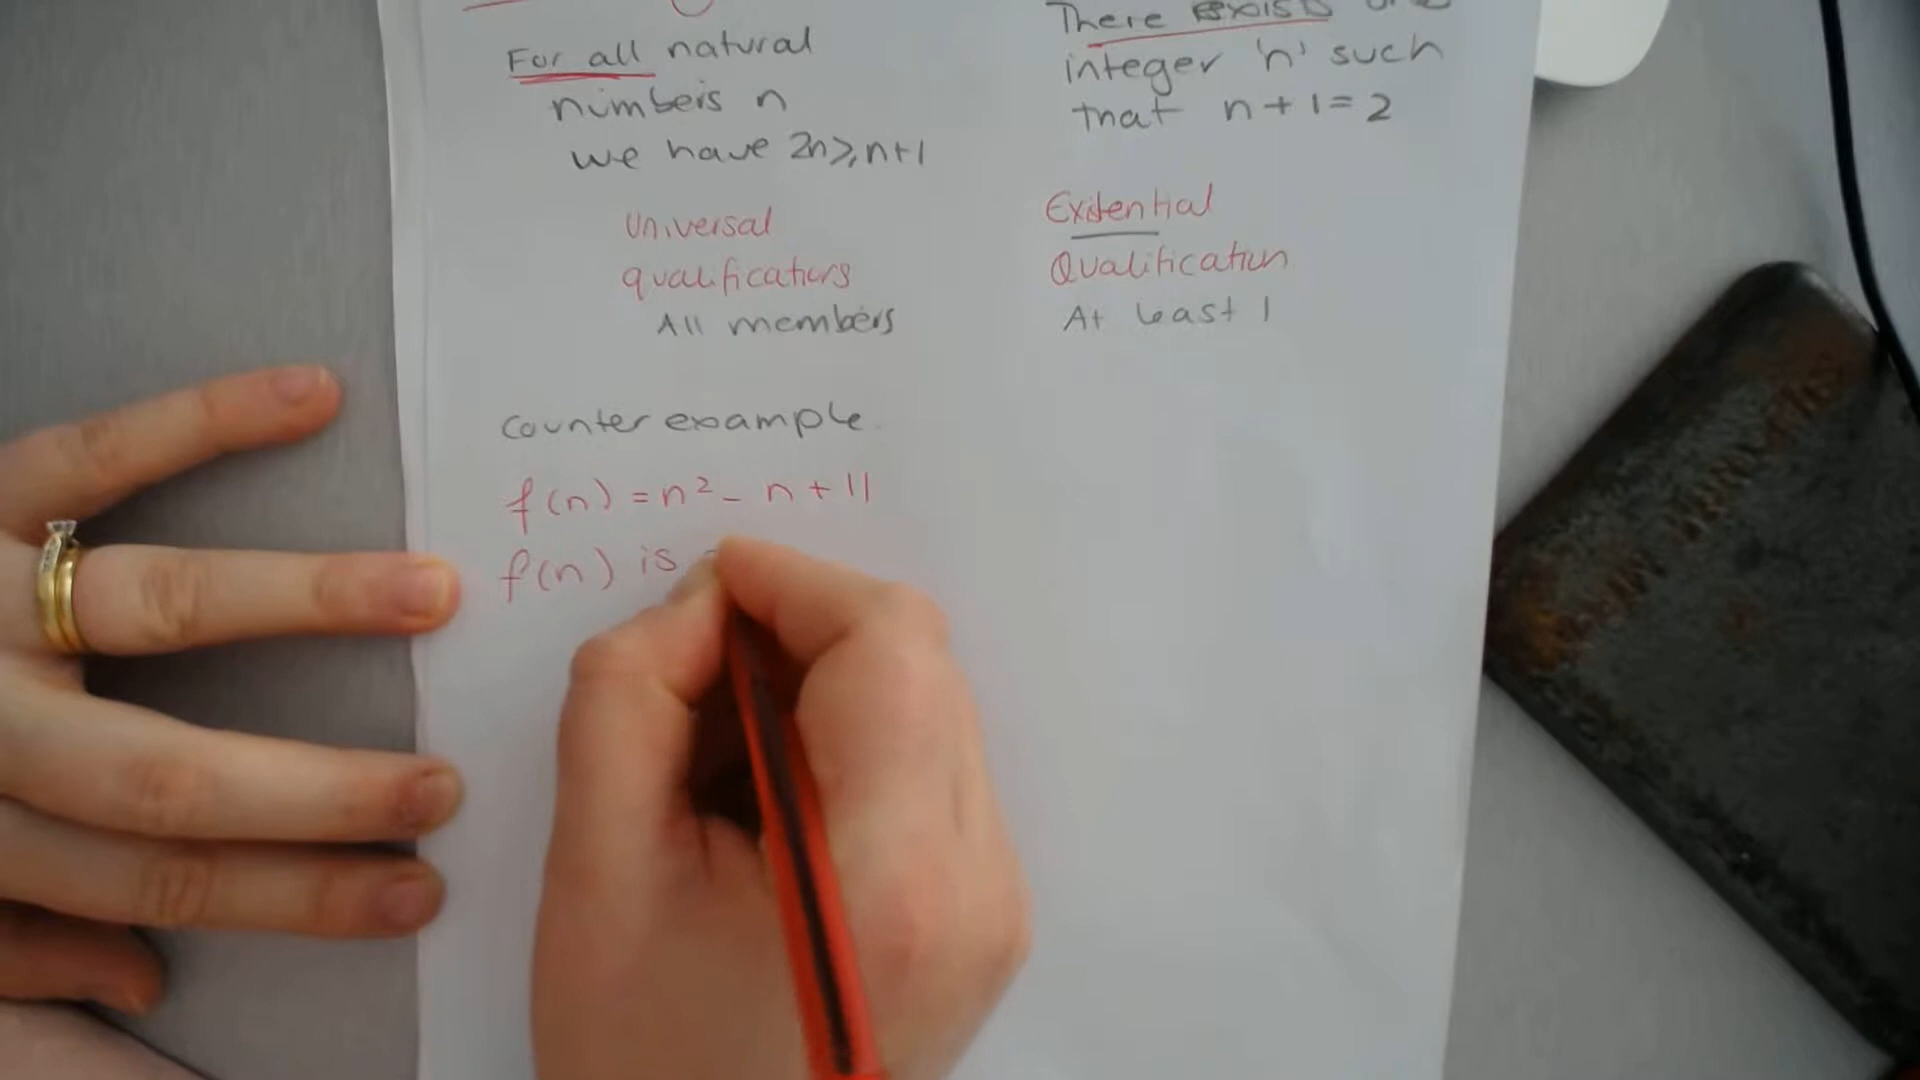 For all natural
numbers n
we have 2n⩾n+1
Universal
qualifications
All members
There exists
integer 'n' such
that n+1=2
Existential
Qualification
At least 1
counter example
f(n) = n² - n + 11
f(n) is